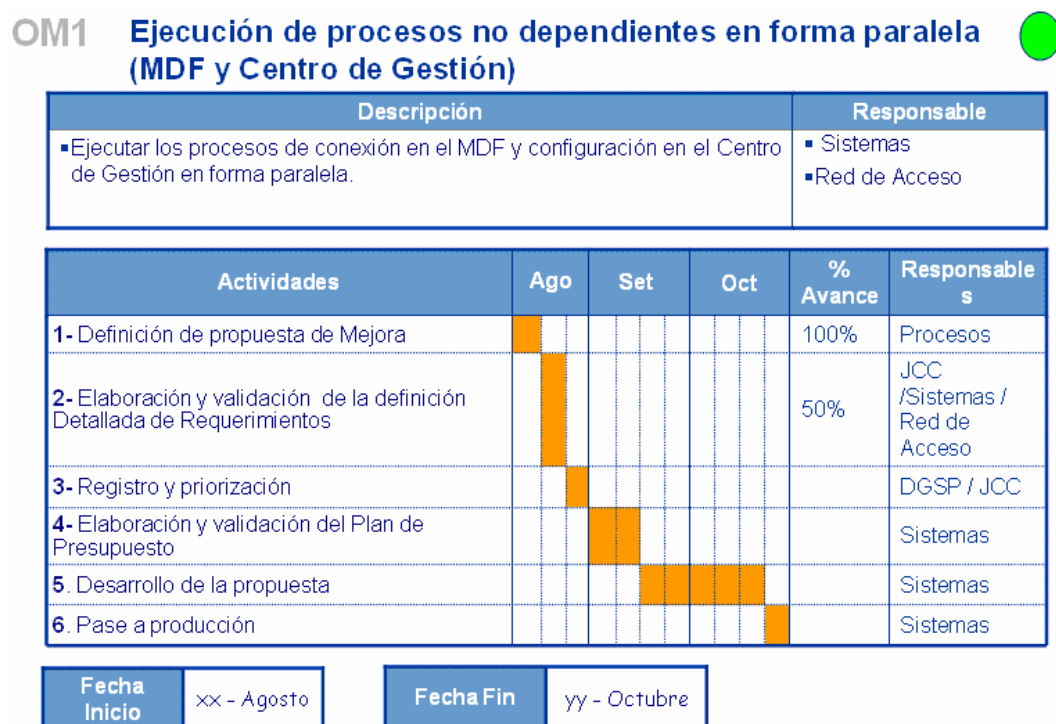 OM1 Ejecución de procesos no dependientes en forma paralela
(MDF y Centro de Gestión)
Descripción Responsable
▪Ejecutar los procesos de conexión en el MDF y configuración en el Centro
de Gestión en forma paralela.
▪ Sistemas
▪Red de Acceso
Actividades Ago Set Oct % Avance Responsable
s
1- Definición de propuesta de Mejora 100% Procesos
2- Elaboración y validación de la definición
Detallada de Requerimientos
50%
JCC
/Sistemas /
Red de
Acceso
3- Registro y priorización DGSP / JCC
4- Elaboración y validación del Plan de
Presupuesto
Sistemas
5. Desarrollo de la propuesta Sistemas
6. Pase a producción Sistemas
Fecha
Inicio
xx - Agosto
Fecha Fin yy - Octubre